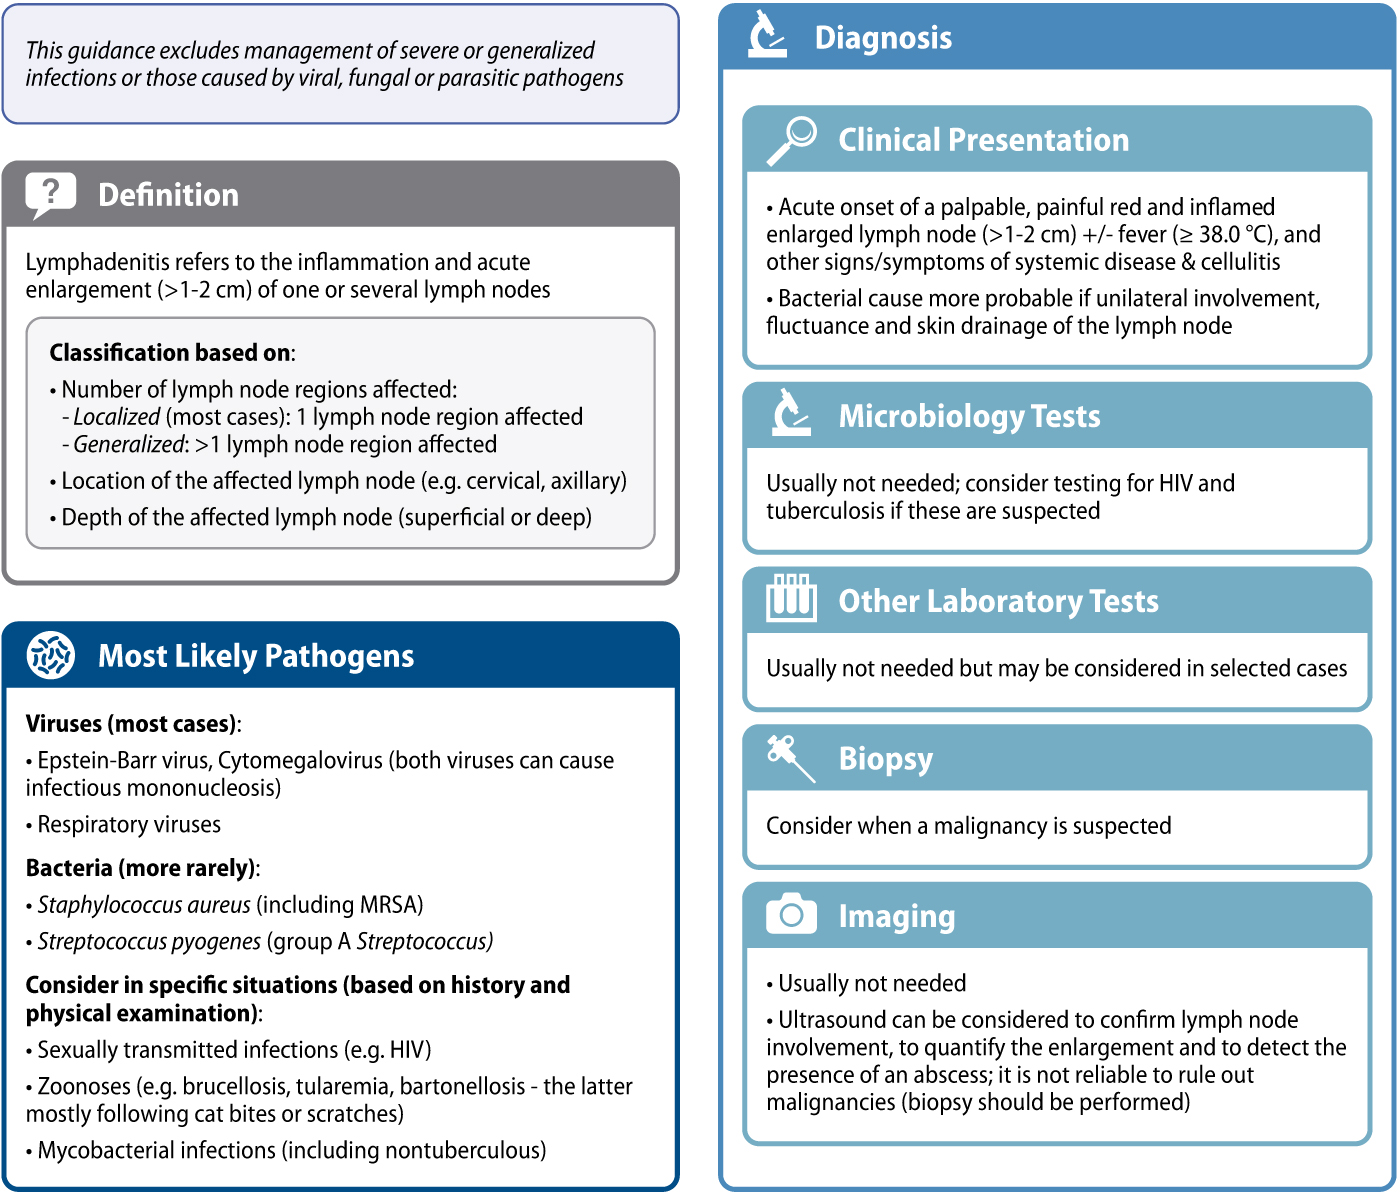 This guidance excludes management of severe or generalized
infections or those caused by viral, fungal or parasitic pathogens
? Definition
Lymphadenitis refers to the inflammation and acute
enlargement (>1-2 cm) of one or several lymph nodes
Classification based on:
• Number of lymph node regions affected:
- Localized (most cases): 1 lymph node region affected
- Generalized: >1 lymph node region affected
• Location of the affected lymph node (e.g. cervical, axillary)
• Depth of the affected lymph node (superficial or deep)
Most Likely Pathogens
Viruses (most cases):
• Epstein-Barr virus, Cytomegalovirus (both viruses can cause
infectious mononucleosis)
• Respiratory viruses
Bacteria (more rarely):
• Staphylococcus aureus (including MRSA)
• Streptococcus pyogenes (group A Streptococcus)
Consider in specific situations (based on history and
physical examination):
• Sexually transmitted infections (e.g. HIV)
• Zoonoses (e.g. brucellosis, tularemia, bartonellosis - the latter
mostly following cat bites or scratches)
• Mycobacterial infections (including nontuberculous)
Diagnosis
Clinical Presentation
• Acute onset of a palpable, painful red and inflamed
enlarged lymph node (>1-2 cm) +/- fever (≥ 38.0 °C), and
other signs/symptoms of systemic disease & cellulitis
• Bacterial cause more probable if unilateral involvement,
fluctuance and skin drainage of the lymph node
Microbiology Tests
Usually not needed; consider testing for HIV and
tuberculosis if these are suspected
Other Laboratory Tests
Usually not needed but may be considered in selected cases
Biopsy
Consider when a malignancy is suspected
Imaging
• Usually not needed
• Ultrasound can be considered to confirm lymph node
involvement, to quantify the enlargement and to detect the
presence of an abscess; it is not reliable to rule out
malignancies (biopsy should be performed)